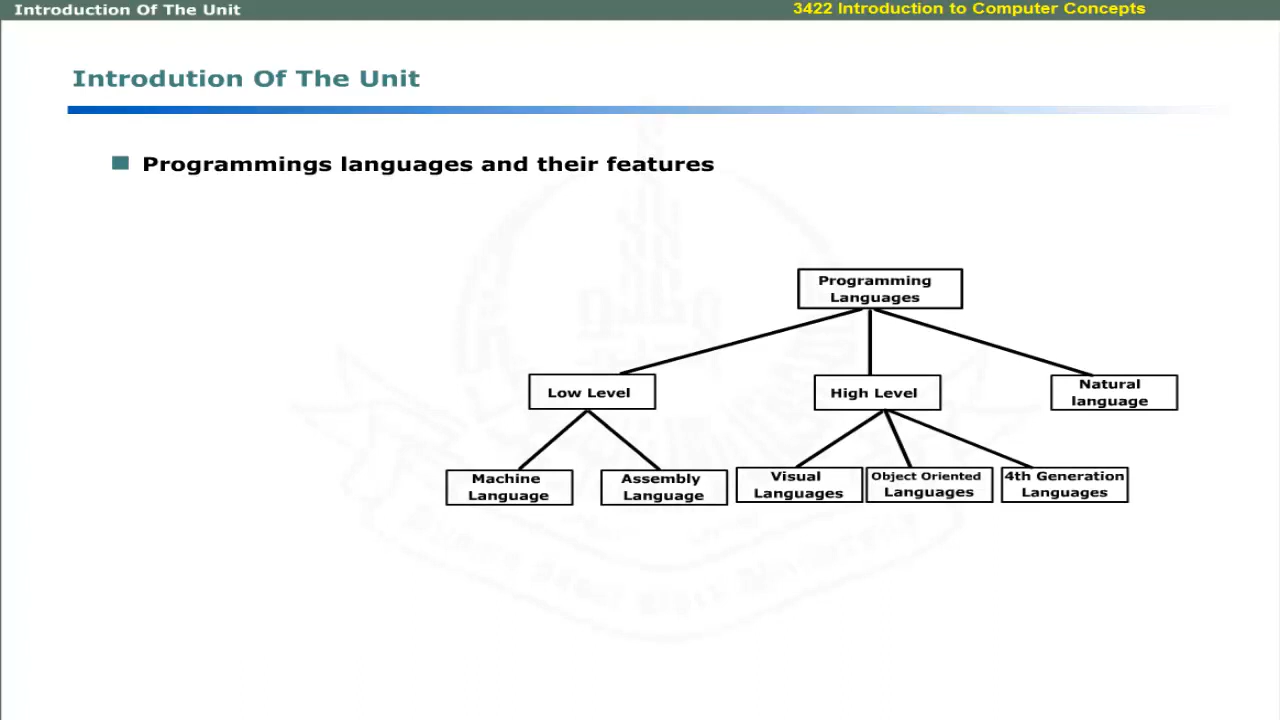 Introduction Of The Unit
3422 Introduction to Computer Concepts
Introdution Of The Unit
Programmings languages and their features
Programming
Languages
Low Level
High Level
Natural
language
Machine
Language
Assembly
Language
Visual
Languages
Object Oriented
Languages
4th Generation
Languages